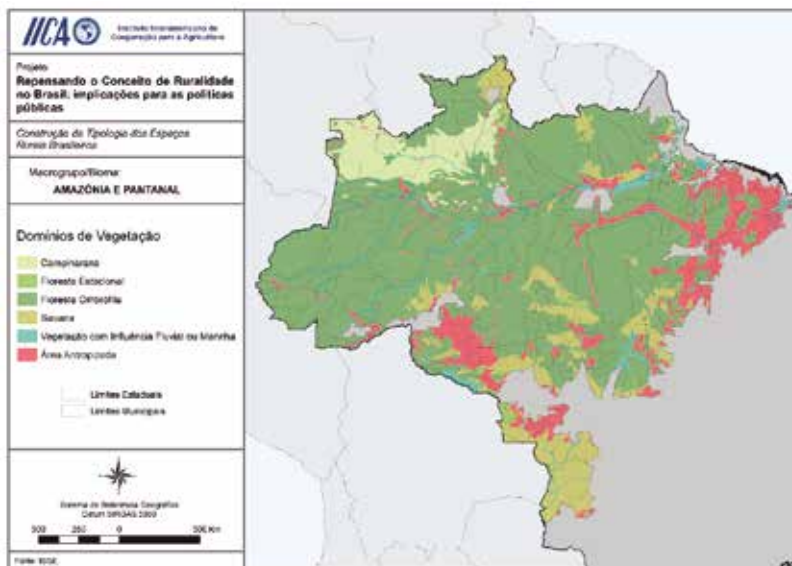 IICA
Instituto Interamericano de
Cooperação para a Agricultura
Projeto
Repensando o Conceito de Ruralidade
no Brasil: implicações para as políticas
públicas
Construção da Tipologia dos Espaços
Rurais Brasileiros
Macrogrupo/Bioma:
AMAZÔNIA E PANTANAL
Domínios de Vegetação
Campinarana
Floresta Estacional
Floresta Ombrófila
Savana
Vegetação com Influência Fluvial ou Marinha
Área Antropizada
Limites Estaduais
Limites Municipais
Sistema de Referência Geográfico
Datum SIRGAS 2000
500 250 0 500 Km
Fonte: IBGE